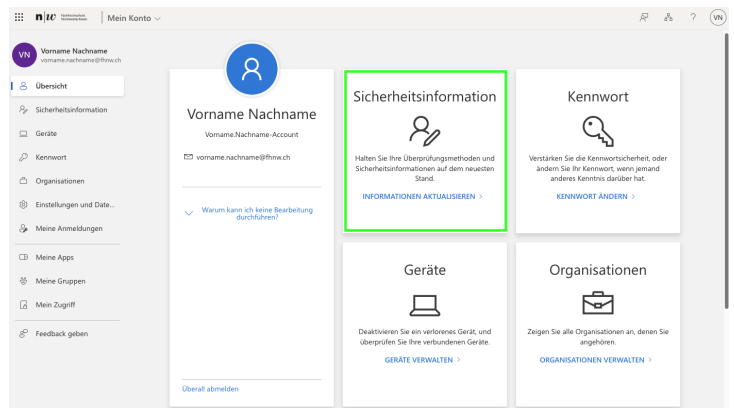 n|w Fachhochschule
Nordwestschweiz
Mein Konto
?
VN
VN
Vorname Nachname
vorname.nachname@fhnw.ch
Übersicht
Sicherheitsinformation
Geräte
Kennwort
Organisationen
Einstellungen und Date...
Meine Anmeldungen
Meine Apps
Meine Gruppen
Mein Zugriff
Feedback geben
Vorname Nachname
Vorname.Nachname-Account
vorname.nachname@fhnw.ch
Warum kann ich keine Bearbeitung
durchführen?
Überall abmelden
Sicherheitsinformation
Halten Sie Ihre Überprüfungsmethoden und
Sicherheitsinformationen auf dem neuesten
Stand.
INFORMATIONEN AKTUALISIEREN >
Kennwort
Verstärken Sie die Kennwortsicherheit, oder
ändern Sie Ihr Kennwort, wenn jemand
anderes Kenntnis darüber hat.
KENNWORT ÄNDERN >
Geräte
Deaktivieren Sie ein verlorenes Gerät, und
überprüfen Sie Ihre verbundenen Geräte.
GERÄTE VERWALTEN >
Organisationen
Zeigen Sie alle Organisationen an, denen Sie
angehören.
ORGANISATIONEN VERWALTEN >